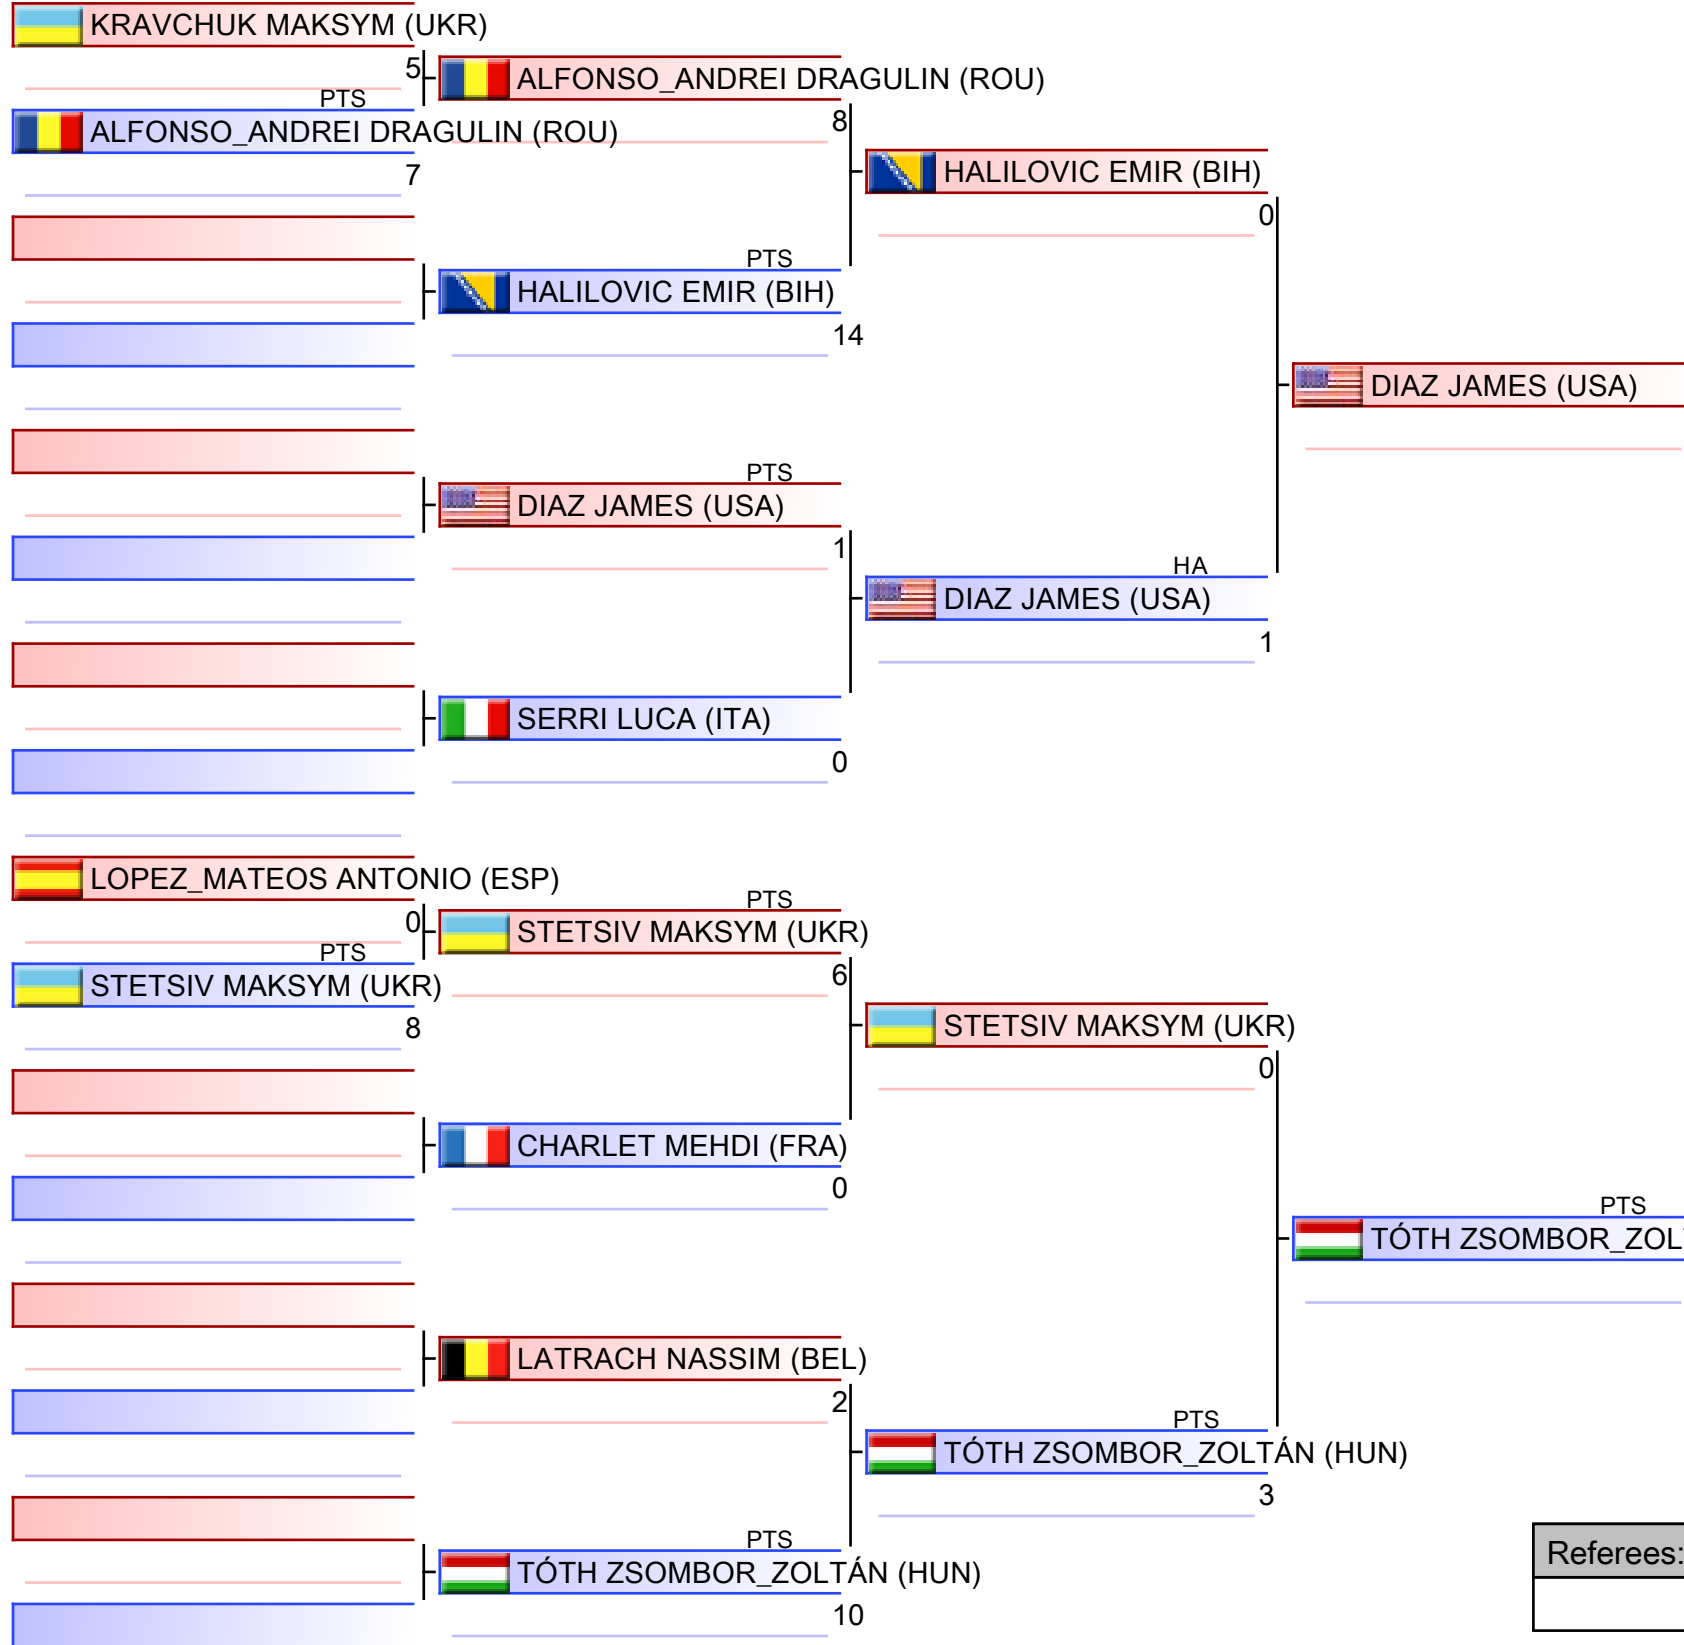 KRAVCHUK MAKSYM (UKR)
5
PTS
ALFONSO_ANDREI DRAGULIN (ROU)
7
ALFONSO_ANDREI DRAGULIN (ROU)
8
PTS
HALILOVIC EMIR (BIH)
14
HALILOVIC EMIR (BIH)
0
PTS
DIAZ JAMES (USA)
1
SERRI LUCA (ITA)
0
HA
DIAZ JAMES (USA)
1
DIAZ JAMES (USA)
LOPEZ_MATEOS ANTONIO (ESP)
0
PTS
STETSIV MAKSYM (UKR)
8
PTS
STETSIV MAKSYM (UKR)
6
CHARLET MEHDI (FRA)
0
STETSIV MAKSYM (UKR)
0
LATRACH NASSIM (BEL)
2
PTS
TÓTH ZSOMBOR_ZOLTÁN (HUN)
10
PTS
TÓTH ZSOMBOR_ZOLTÁN (HUN)
3
PTS
TÓTH ZSOMBOR_ZOL
Referees: